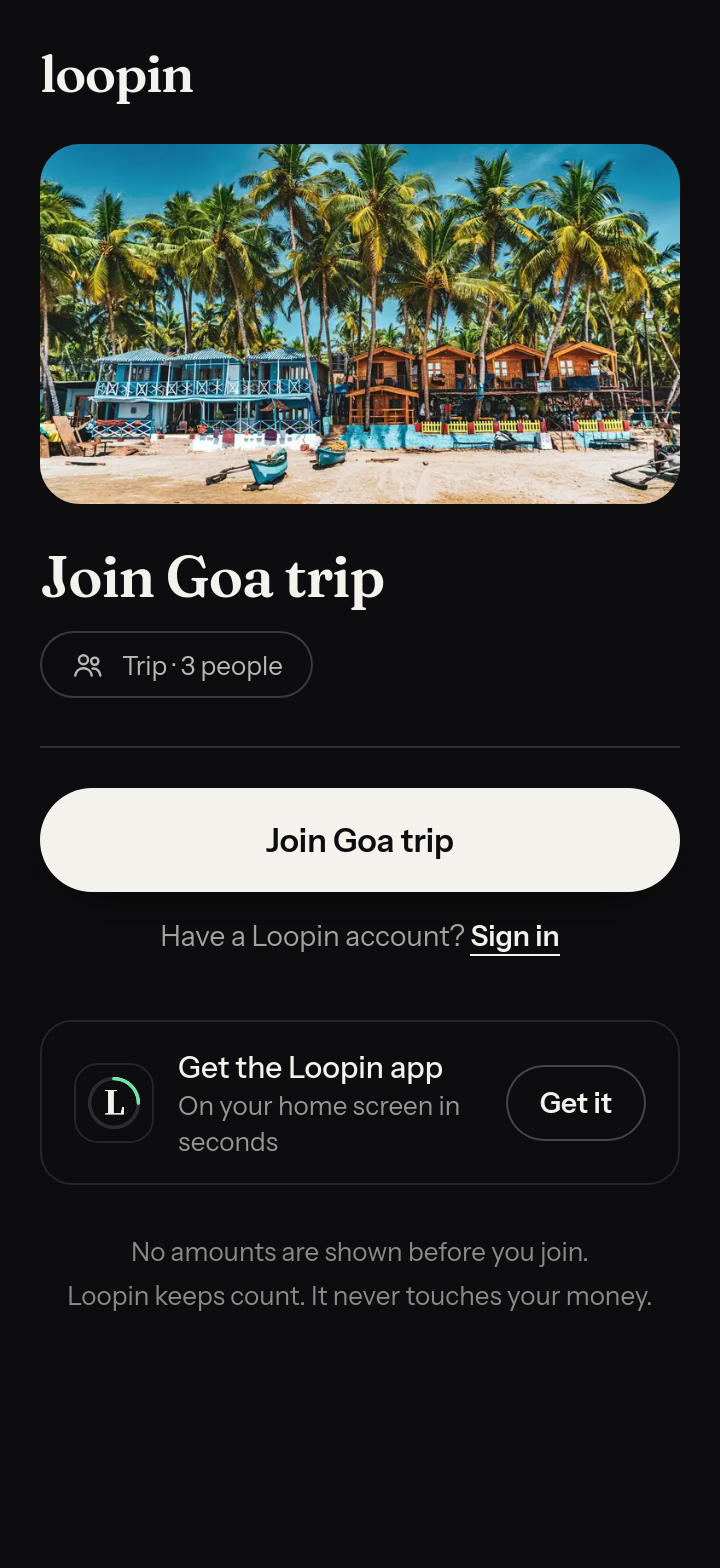 loopin
Join Goa trip
Trip · 3 people
Join Goa trip
Have a Loopin account? Sign in
L
Get the Loopin app
On your home screen in
seconds
Get it
No amounts are shown before you join.
Loopin keeps count. It never touches your money.